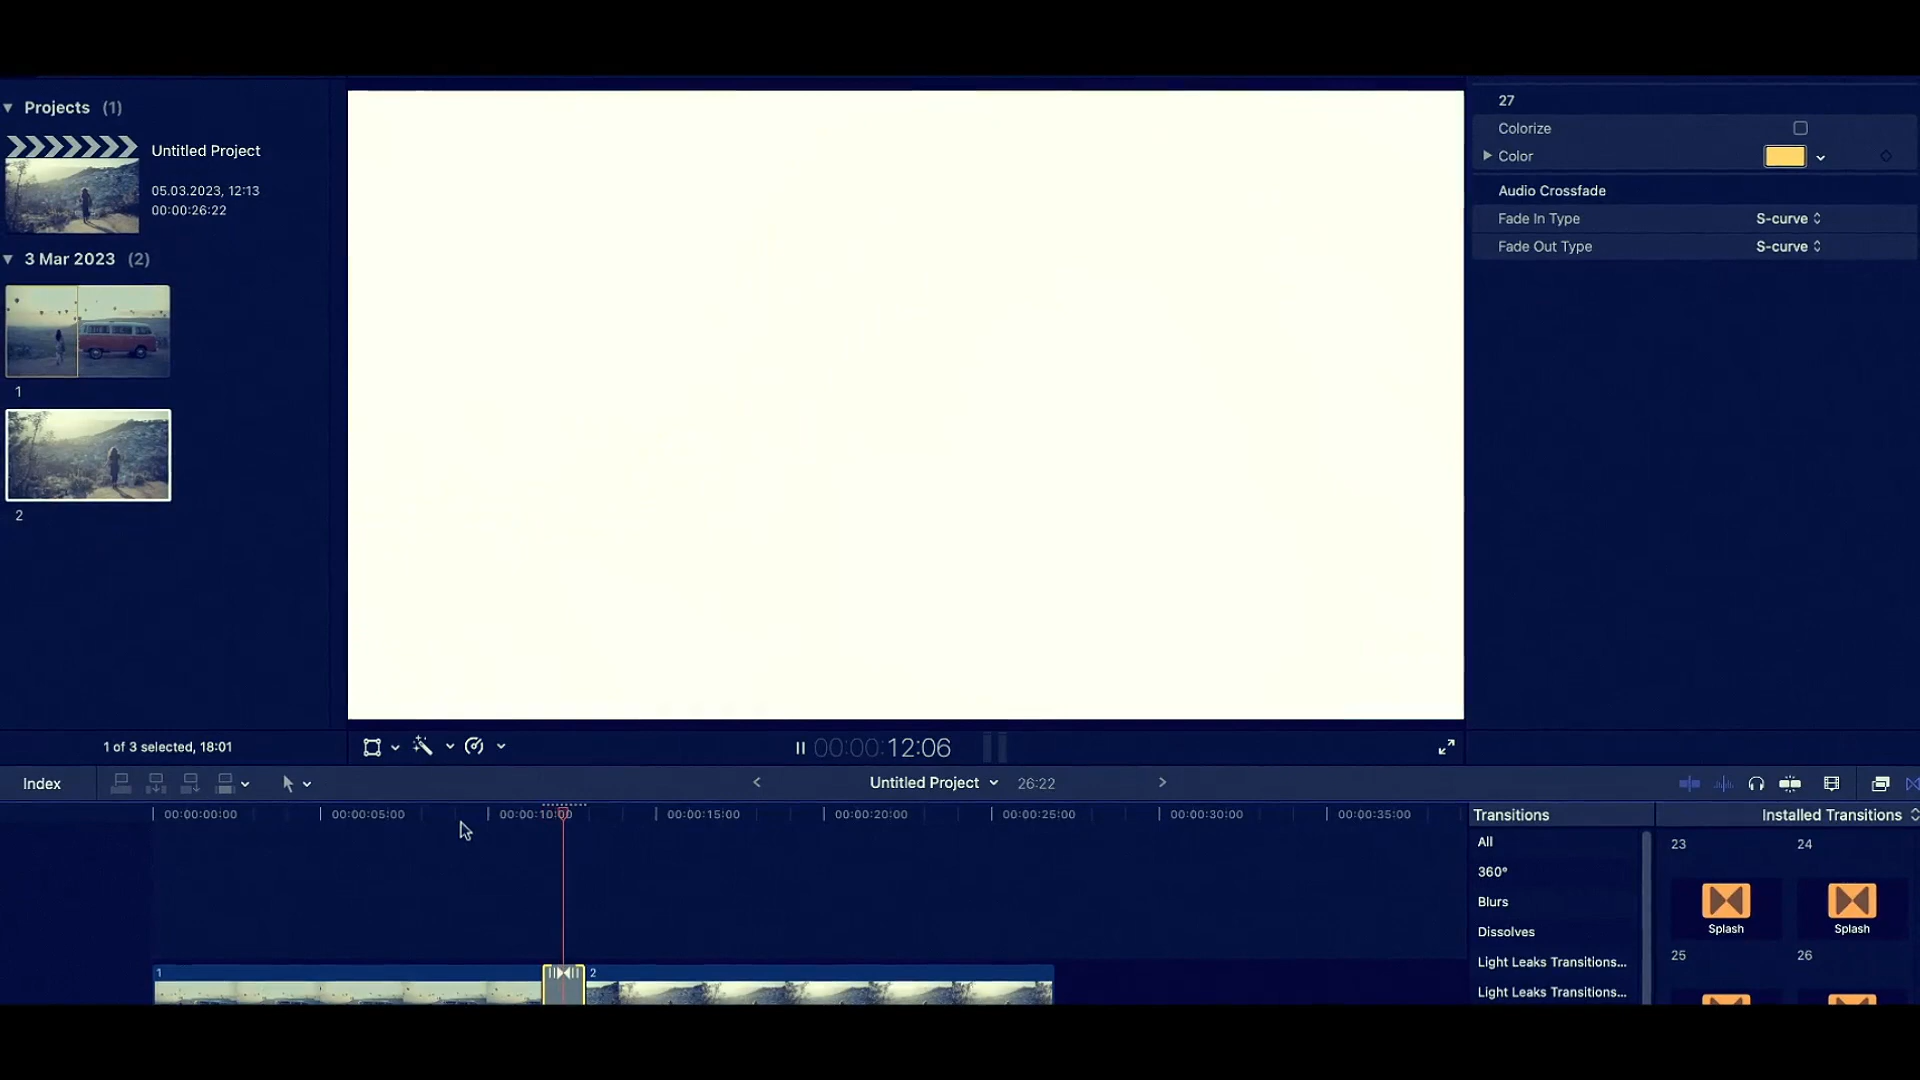 Projects (1)
Untitled Project
05.03.2023, 12:13
00:00:26:22
3 Mar 2023 (2)
1
2
27
Colorize
Color
Audio Crossfade
Fade In Type S-curve
Fade Out Type S-curve
1 of 3 selected, 18:01
00:00:12:06
Index
Untitled Project 26:22
00:00:00:00 00:00:05:00 00:00:10:00 00:00:15:00 00:00:20:00 00:00:25:00 00:00:30:00 00:00:35:00
1
2
Transitions
Installed Transitions
All
360°
Blurs
Dissolves
Light Leaks Transitions...
Light Leaks Transitions...
23 24
Splash Splash
25 26